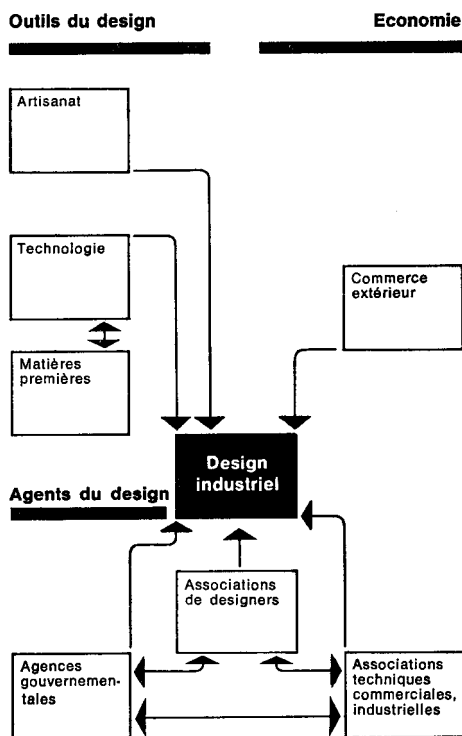 Outils du design
Economie
Artisanat
Technologie
Commerce
extérieur
Matières
premières
Design
industriel
Agents du design
Associations
de designers
Agences
gouvernemen-
tales
Associations
techniques
commerciales,
industrielles